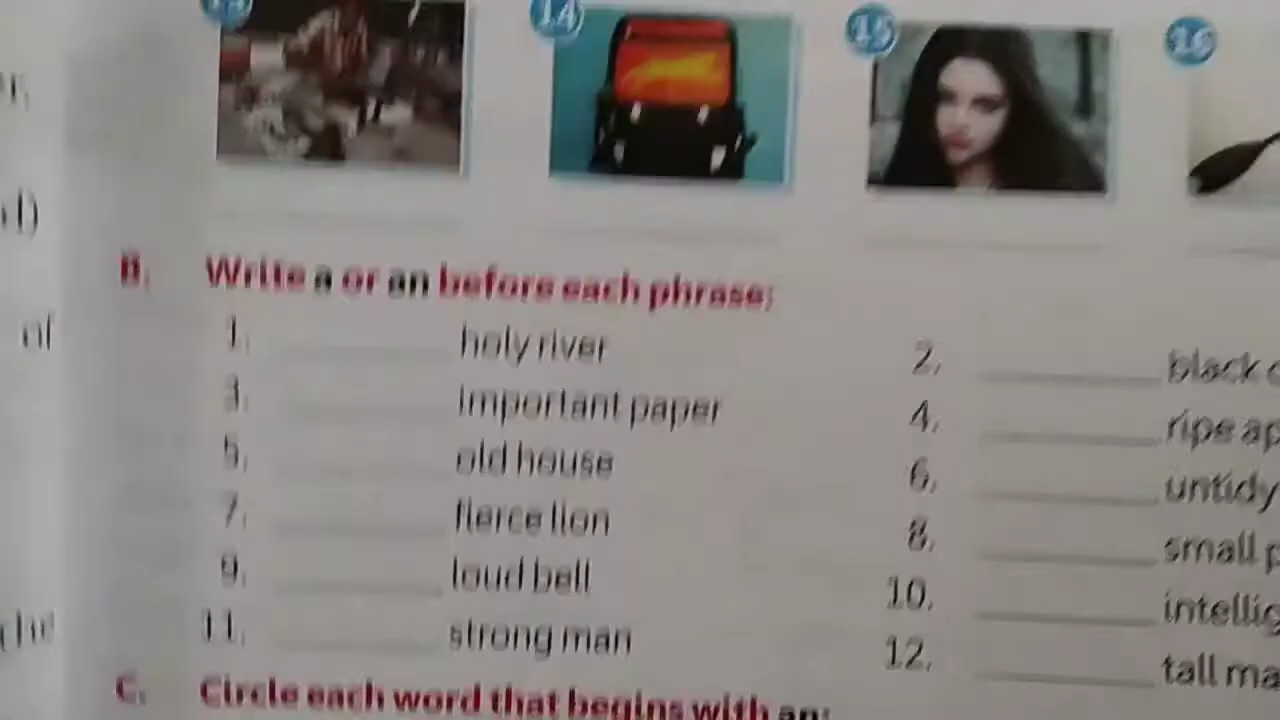 14
15
16
B. Write a or an before each phrase:
1. holy river
2. black
3. important paper
4. ripe ap
5. old house
6. untidy
7. fierce lion
8. small p
9. loud bell
10. intellig
11. strong man
12. tall ma
C. Circle each word that begins with an:
of